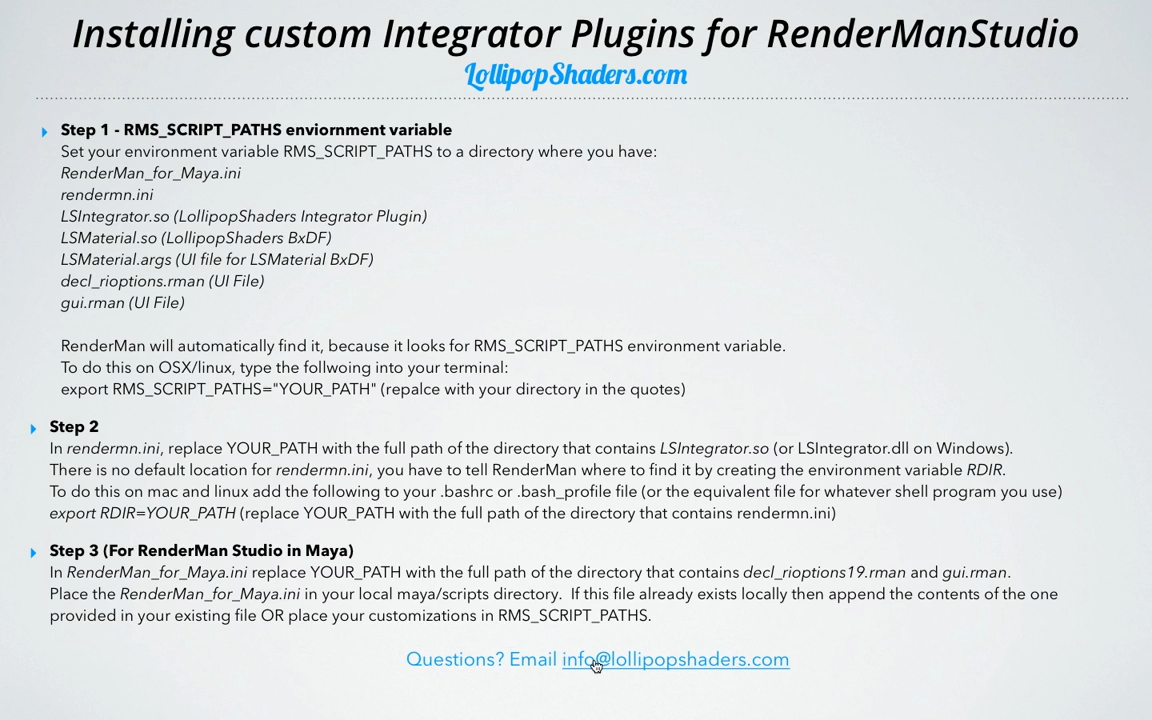 Installing custom Integrator Plugins for RenderManStudio
LollipopShaders.com
Step 1 - RMS_SCRIPT_PATHS enviornment variable
Set your environment variable RMS_SCRIPT_PATHS to a directory where you have:
RenderMan_for_Maya.ini
rendermn.ini
LSIntegrator.so (LollipopShaders Integrator Plugin)
LSMaterial.so (LollipopShaders BxDF)
LSMaterial.args (UI file for LSMaterial BxDF)
decl_rioptions.rman (UI File)
gui.rman (UI File)
RenderMan will automatically find it, because it looks for RMS_SCRIPT_PATHS environment variable.
To do this on OSX/linux, type the follwoing into your terminal:
export RMS_SCRIPT_PATHS="YOUR_PATH" (repalce with your directory in the quotes)
Step 2
In rendermn.ini, replace YOUR_PATH with the full path of the directory that contains LSIntegrator.so (or LSIntegrator.dll on Windows).
There is no default location for rendermn.ini, you have to tell RenderMan where to find it by creating the environment variable RDIR.
To do this on mac and linux add the following to your .bashrc or .bash_profile file (or the equivalent file for whatever shell program you use)
export RDIR=YOUR_PATH (replace YOUR_PATH with the full path of the directory that contains rendermn.ini)
Step 3 (For RenderMan Studio in Maya)
In RenderMan_for_Maya.ini replace YOUR_PATH with the full path of the directory that contains decl_rioptions19.rman and gui.rman.
Place the RenderMan_for_Maya.ini in your local maya/scripts directory.  If this file already exists locally then append the contents of the one
provided in your existing file OR place your customizations in RMS_SCRIPT_PATHS.
Questions? Email info@lollipopshaders.com